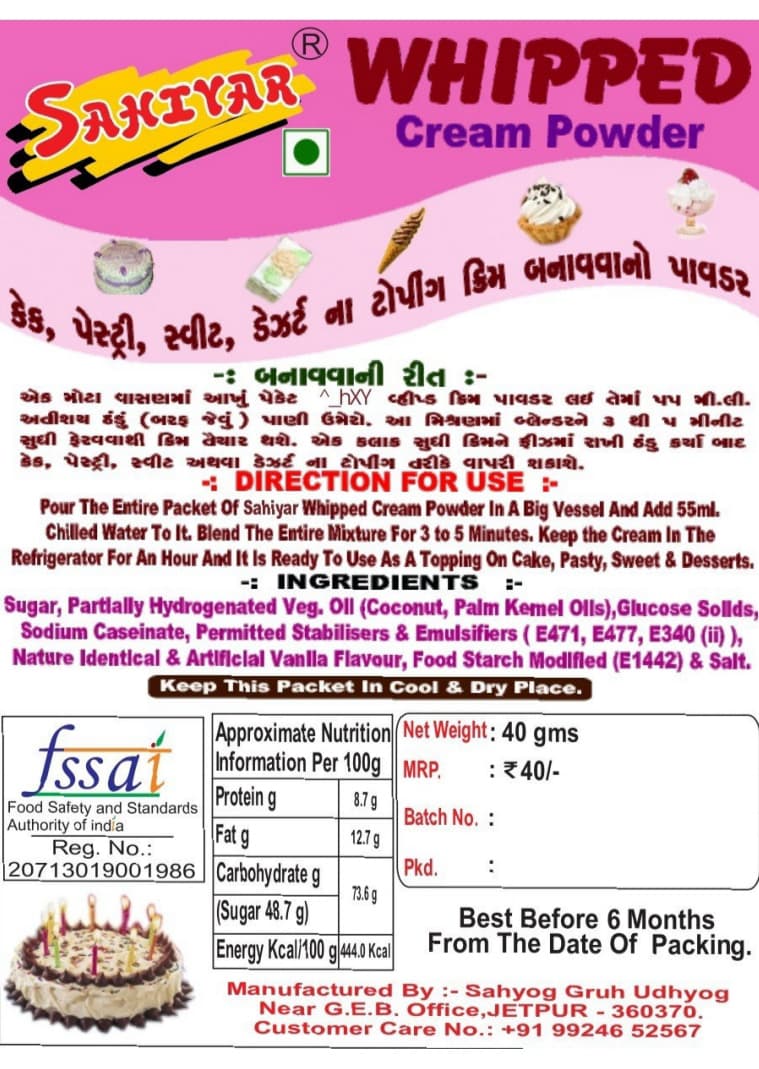 SAHIYAR ®
WHIPPED
Cream Powder
કેક, પેસ્ટ્રી, સ્વીટ, ડેઝર્ટ ના ટોપીંગ ક્રિમ બનાવવાનો પાવડર
-: બનાવવાની રીત :-
એક મોટા વાસણમાં આખું પેકેટ ^_hXY વ્હીપ્ડ ક્રિમ પાવડર લઇ તેમાં ૫૫ મી.લી.
અતીશય ઠંડું (બરફ જેવું) પાણી ઉમેરો. આ મિશ્રણમાં બ્લેન્ડરને ૩ થી ૫ મીનીટ
સુધી ફેરવવાથી ક્રિમ તૈયાર થશે. એક કલાક સુધી ક્રિમને ફ્રીઝમાં રાખી ઠંડુ કર્યા બાદ
કેક, પેસ્ટ્રી, સ્વીટ અથવા ડેઝર્ટ ના ટોપીંગ તરીકે વાપરી શકાશે.
-: DIRECTION FOR USE :-
Pour The Entire Packet Of Sahiyar Whipped Cream Powder In A Big Vessel And Add 55ml.
Chilled Water To It. Blend The Entire Mixture For 3 to 5 Minutes. Keep the Cream In The
Refrigerator For An Hour And It Is Ready To Use As A Topping On Cake, Pasty, Sweet & Desserts.
-: INGREDIENTS :-
Sugar, Partially Hydrogenated Veg. Oil (Coconut, Palm Kemel Oils),Glucose Solids,
Sodium Caseinate, Permitted Stabilisers & Emulsifiers ( E471, E477, E340 (ii) ),
Nature Identical & Artificial Vanlla Flavour, Food Starch Modified (E1442) & Salt.
Keep This Packet In Cool & Dry Place.
fssai
Food Safety and Standards
Authority of india
Reg. No.:
20713019001986
Approximate Nutrition
Information Per 100g
Protein g 8.7 g
Fat g 12.7 g
Carbohydrate g 73.6 g
(Sugar 48.7 g)
Energy Kcal/100 g 444.0 Kcal
Net Weight : 40 gms
MRP. : ₹40/-
Batch No. :
Pkd. :
Best Before 6 Months
From The Date Of Packing.
Manufactured By :- Sahyog Gruh Udhyog
Near G.E.B. Office,JETPUR - 360370.
Customer Care No.: +91 99246 52567